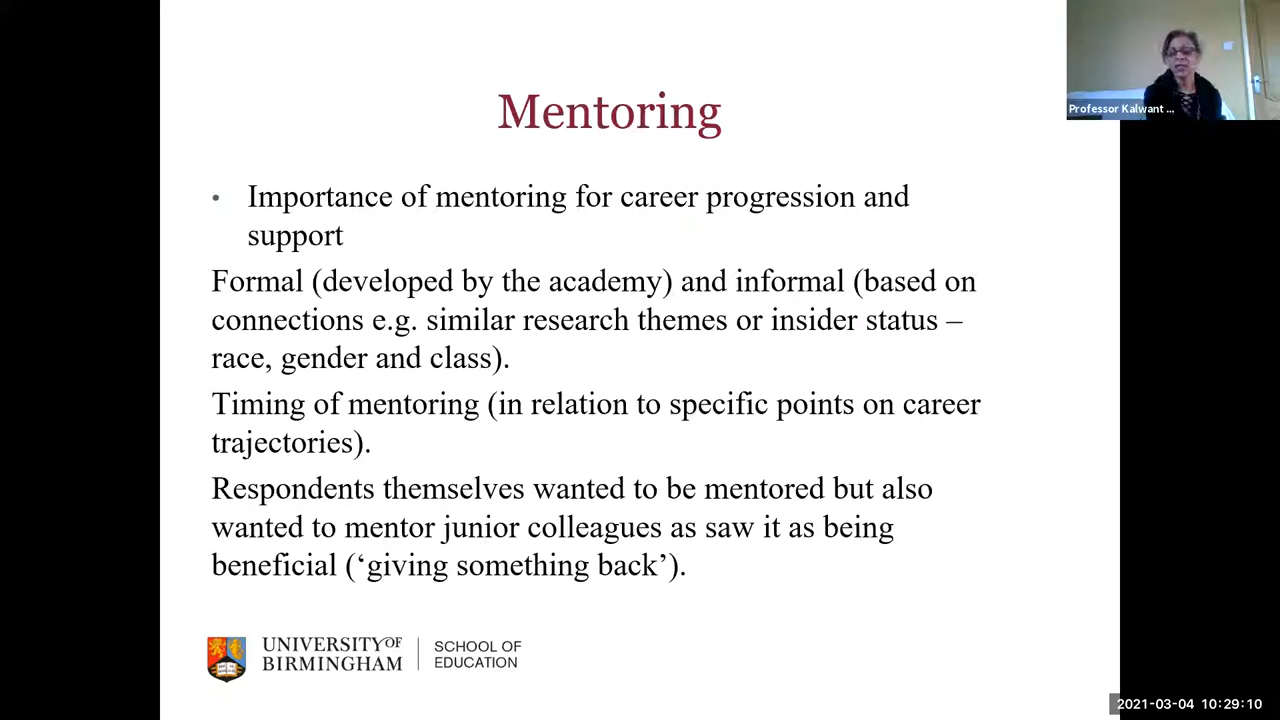 Mentoring
• Importance of mentoring for career progression and
support
Formal (developed by the academy) and informal (based on
connections e.g. similar research themes or insider status –
race, gender and class).
Timing of mentoring (in relation to specific points on career
trajectories).
Respondents themselves wanted to be mentored but also
wanted to mentor junior colleagues as saw it as being
beneficial (‘giving something back’).
UNIVERSITY OF
BIRMINGHAM
SCHOOL OF
EDUCATION
Professor Kalwant ...
2021-03-04 10:29:10